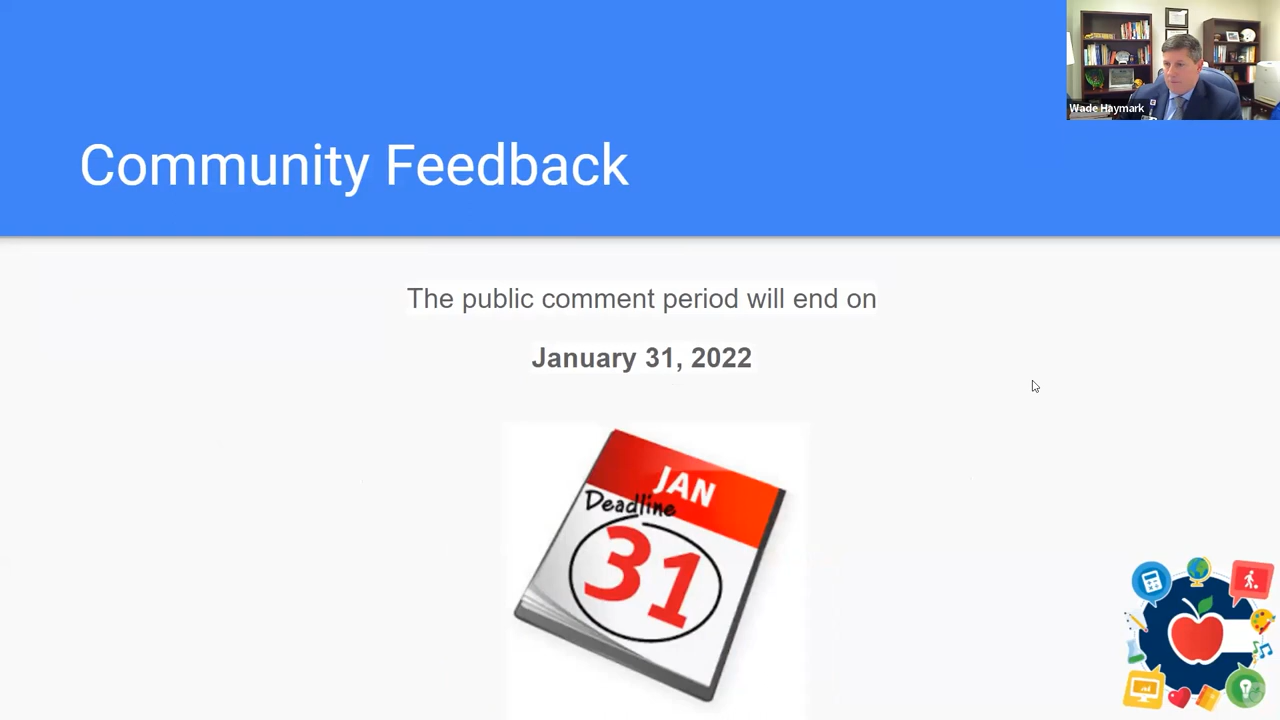 Wade Haymark
Community Feedback
The public comment period will end on
January 31, 2022
JAN
Deadline
31